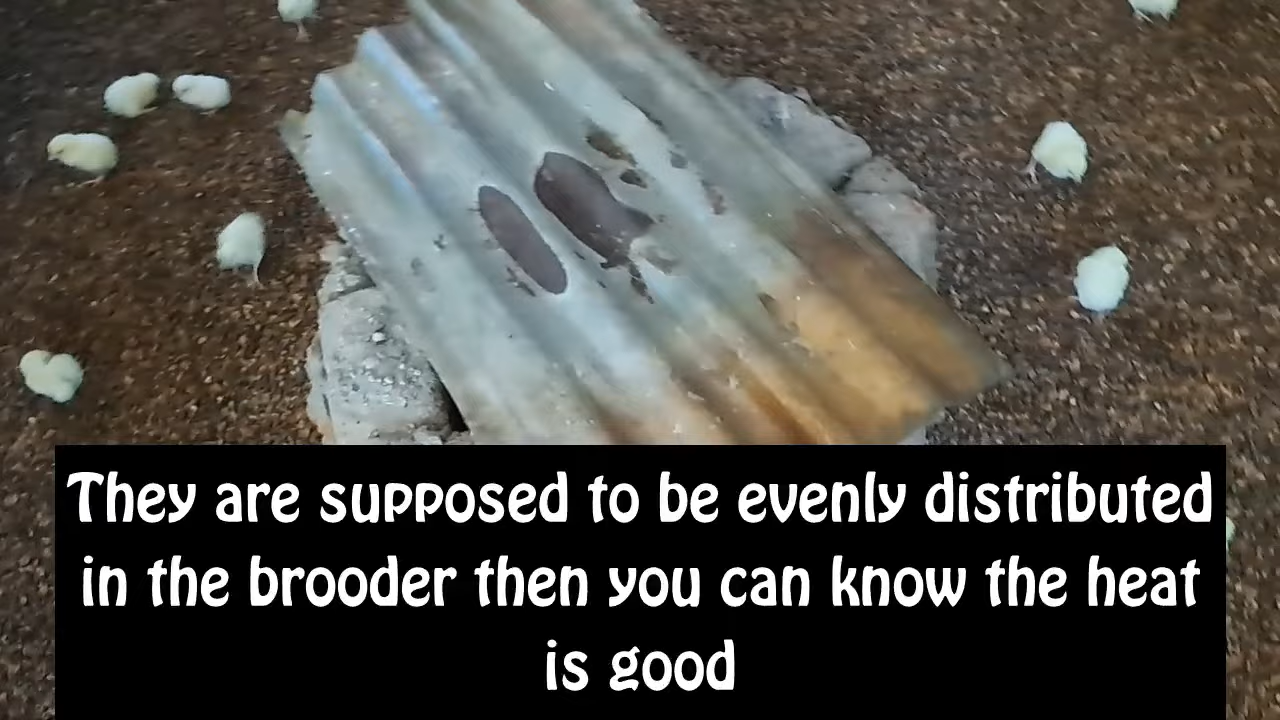 They are supposed to be evenly distributed
in the brooder then you can know the heat
is good